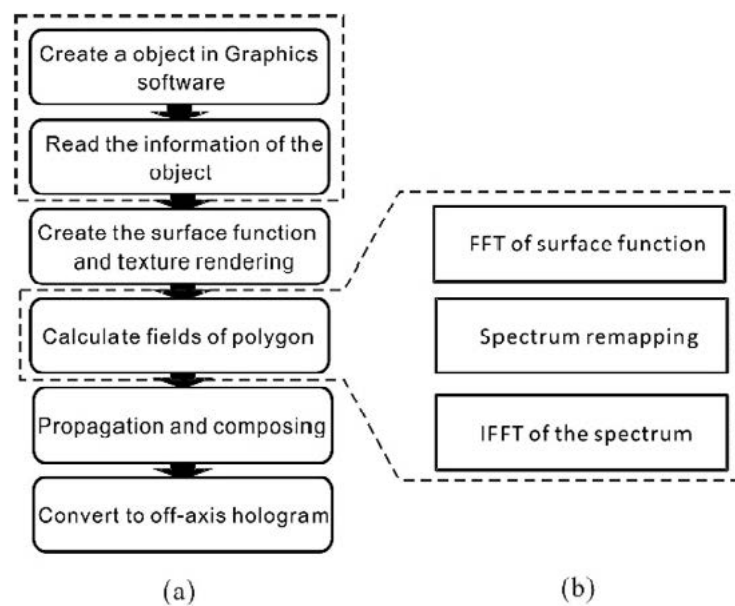 Create a object in Graphics
software
Read the information of the
object
Create the surface function
and texture rendering
Calculate fields of polygon
Propagation and composing
Convert to off-axis hologram
(a)
FFT of surface function
Spectrum remapping
IFFT of the spectrum
(b)